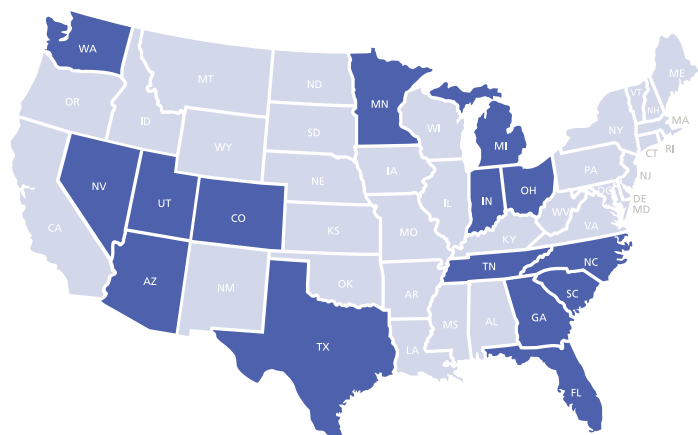 WA
MT
ND
MN
ME
VT
NH
OR
ID
SD
WI
MI
NY
MA
CT
RI
WY
IA
PA
NJ
NV
NE
IL
IN
OH
DC
DE
MD
UT
CO
WV
VA
CA
KS
MO
KY
AZ
NM
OK
TN
NC
AR
SC
MS
AL
GA
TX
LA
FL